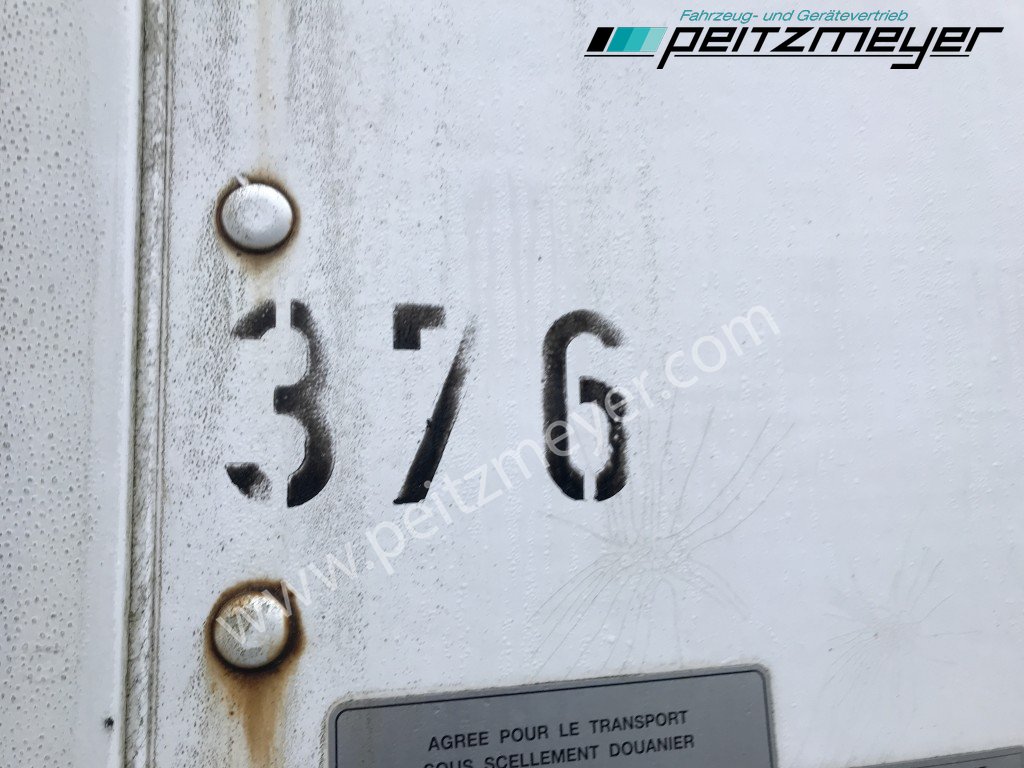 Fahrzeug- und Gerätevertrieb
peitzmeyer
376
www.peitzmeyer.com
AGREE POUR LE TRANSPORT
SOUS SCELLEMENT DOUANIER